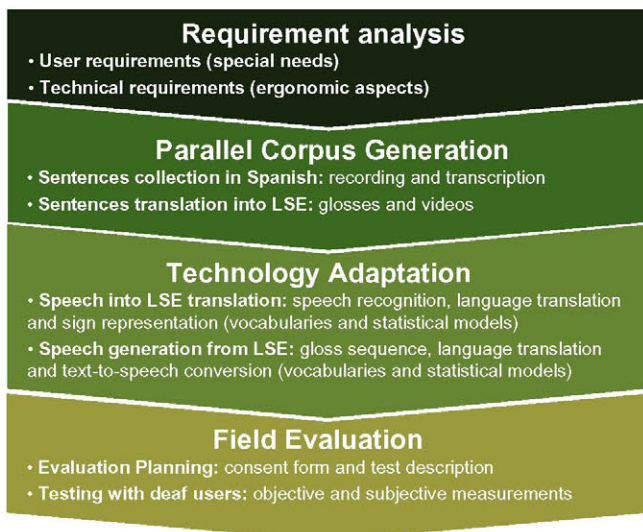 Requirement analysis
• User requirements (special needs)
• Technical requirements (ergonomic aspects)
Parallel Corpus Generation
• Sentences collection in Spanish: recording and transcription
• Sentences translation into LSE: glosses and videos
Technology Adaptation
• Speech into LSE translation: speech recognition, language translation
and sign representation (vocabularies and statistical models)
• Speech generation from LSE: gloss sequence, language translation
and text-to-speech conversion (vocabularies and statistical models)
Field Evaluation
• Evaluation Planning: consent form and test description
• Testing with deaf users: objective and subjective measurements